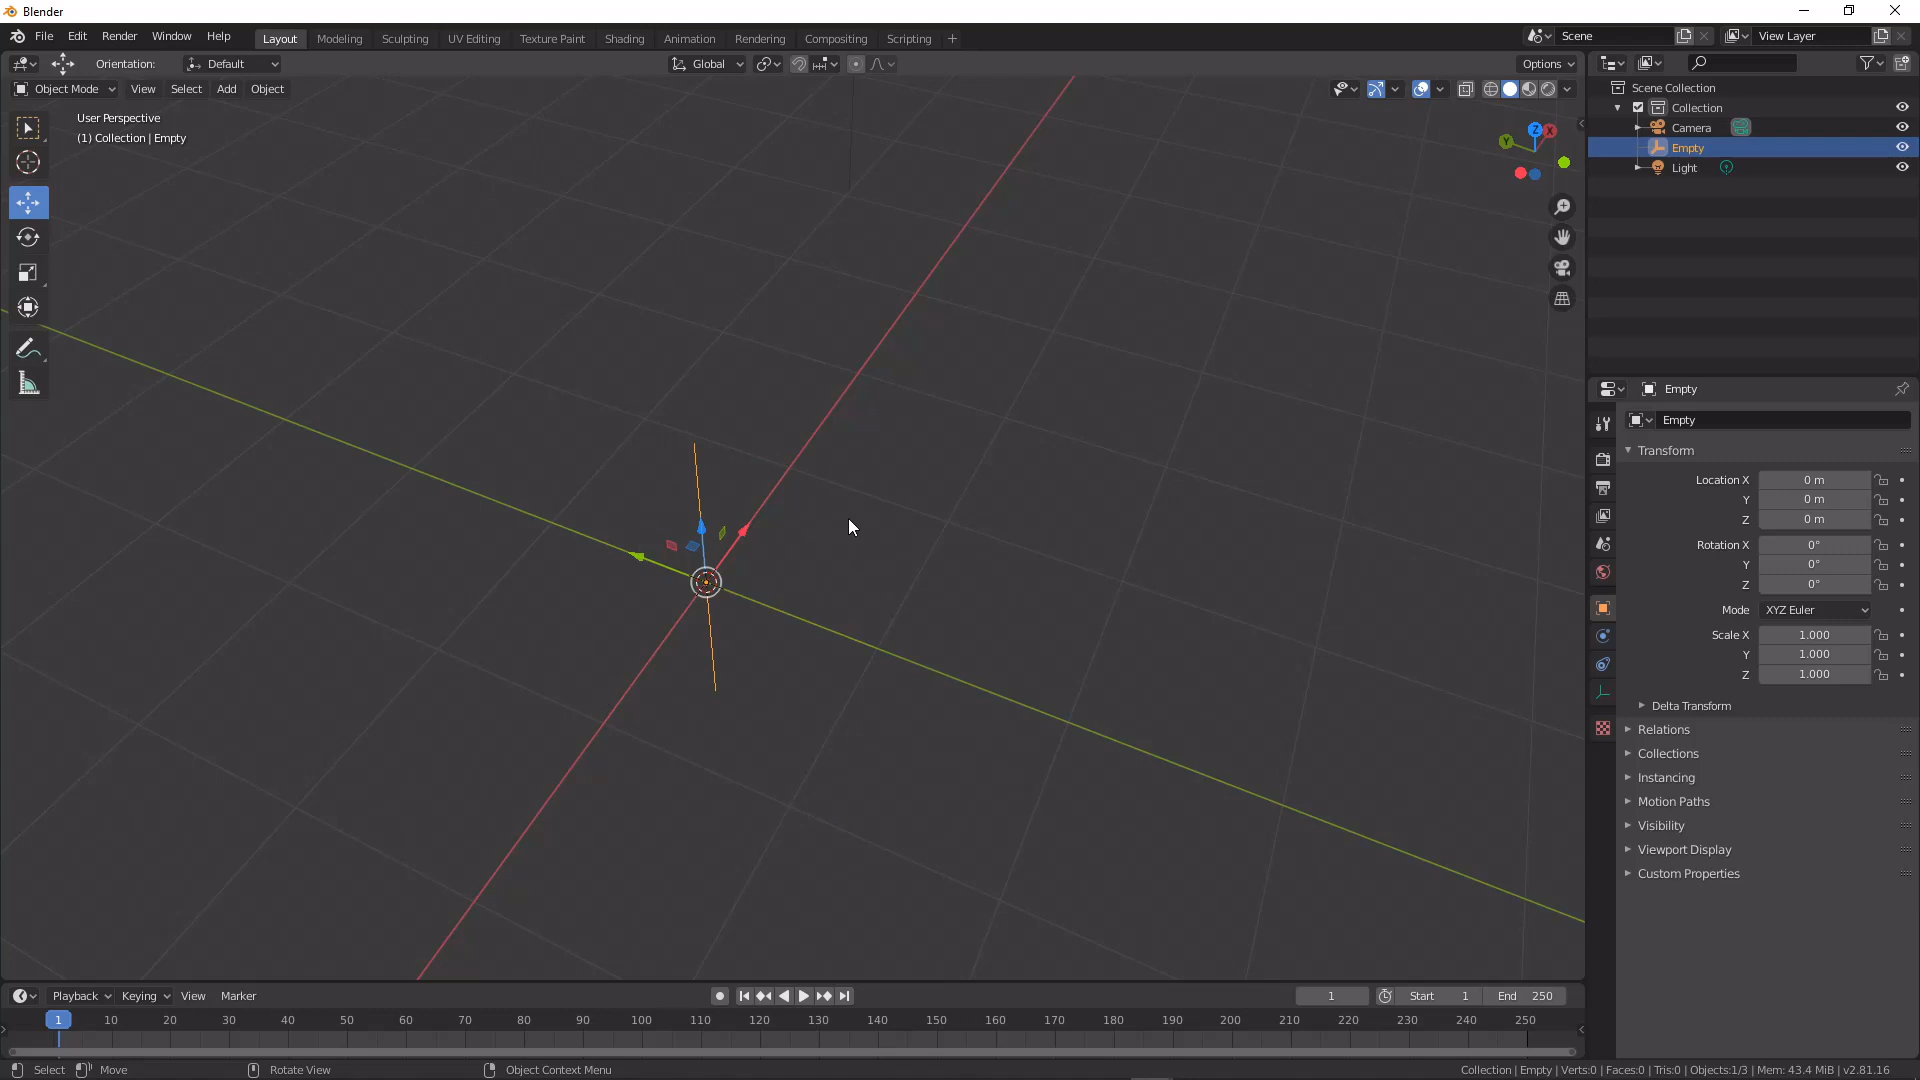 Blender
File Edit Render Window Help Layout Modeling Sculpting UV Editing Texture Paint Shading Animation Rendering Compositing Scripting + Scene View Layer
Orientation: Default Global Options
Object Mode View Select Add Object
User Perspective
(1) Collection | Empty
Z X
Y
Scene Collection
Collection
Camera
Empty
Light
Empty
Empty
Transform
Location X 0 m
Y 0 m
Z 0 m
Rotation X 0°
Y 0°
Z 0°
Mode XYZ Euler
Scale X 1.000
Y 1.000
Z 1.000
Delta Transform
Relations
Collections
Instancing
Motion Paths
Visibility
Viewport Display
Custom Properties
Playback Keying View Marker 1 Start 1 End 250
1 10 20 30 40 50 60 70 80 90 100 110 120 130 140 150 160 170 180 190 200 210 220 230 240 250
Select Move Rotate View Object Context Menu Collection | Empty | Verts:0 | Faces:0 | Tris:0 | Objects:1/3 | Mem: 43.4 MiB | v2.81.16